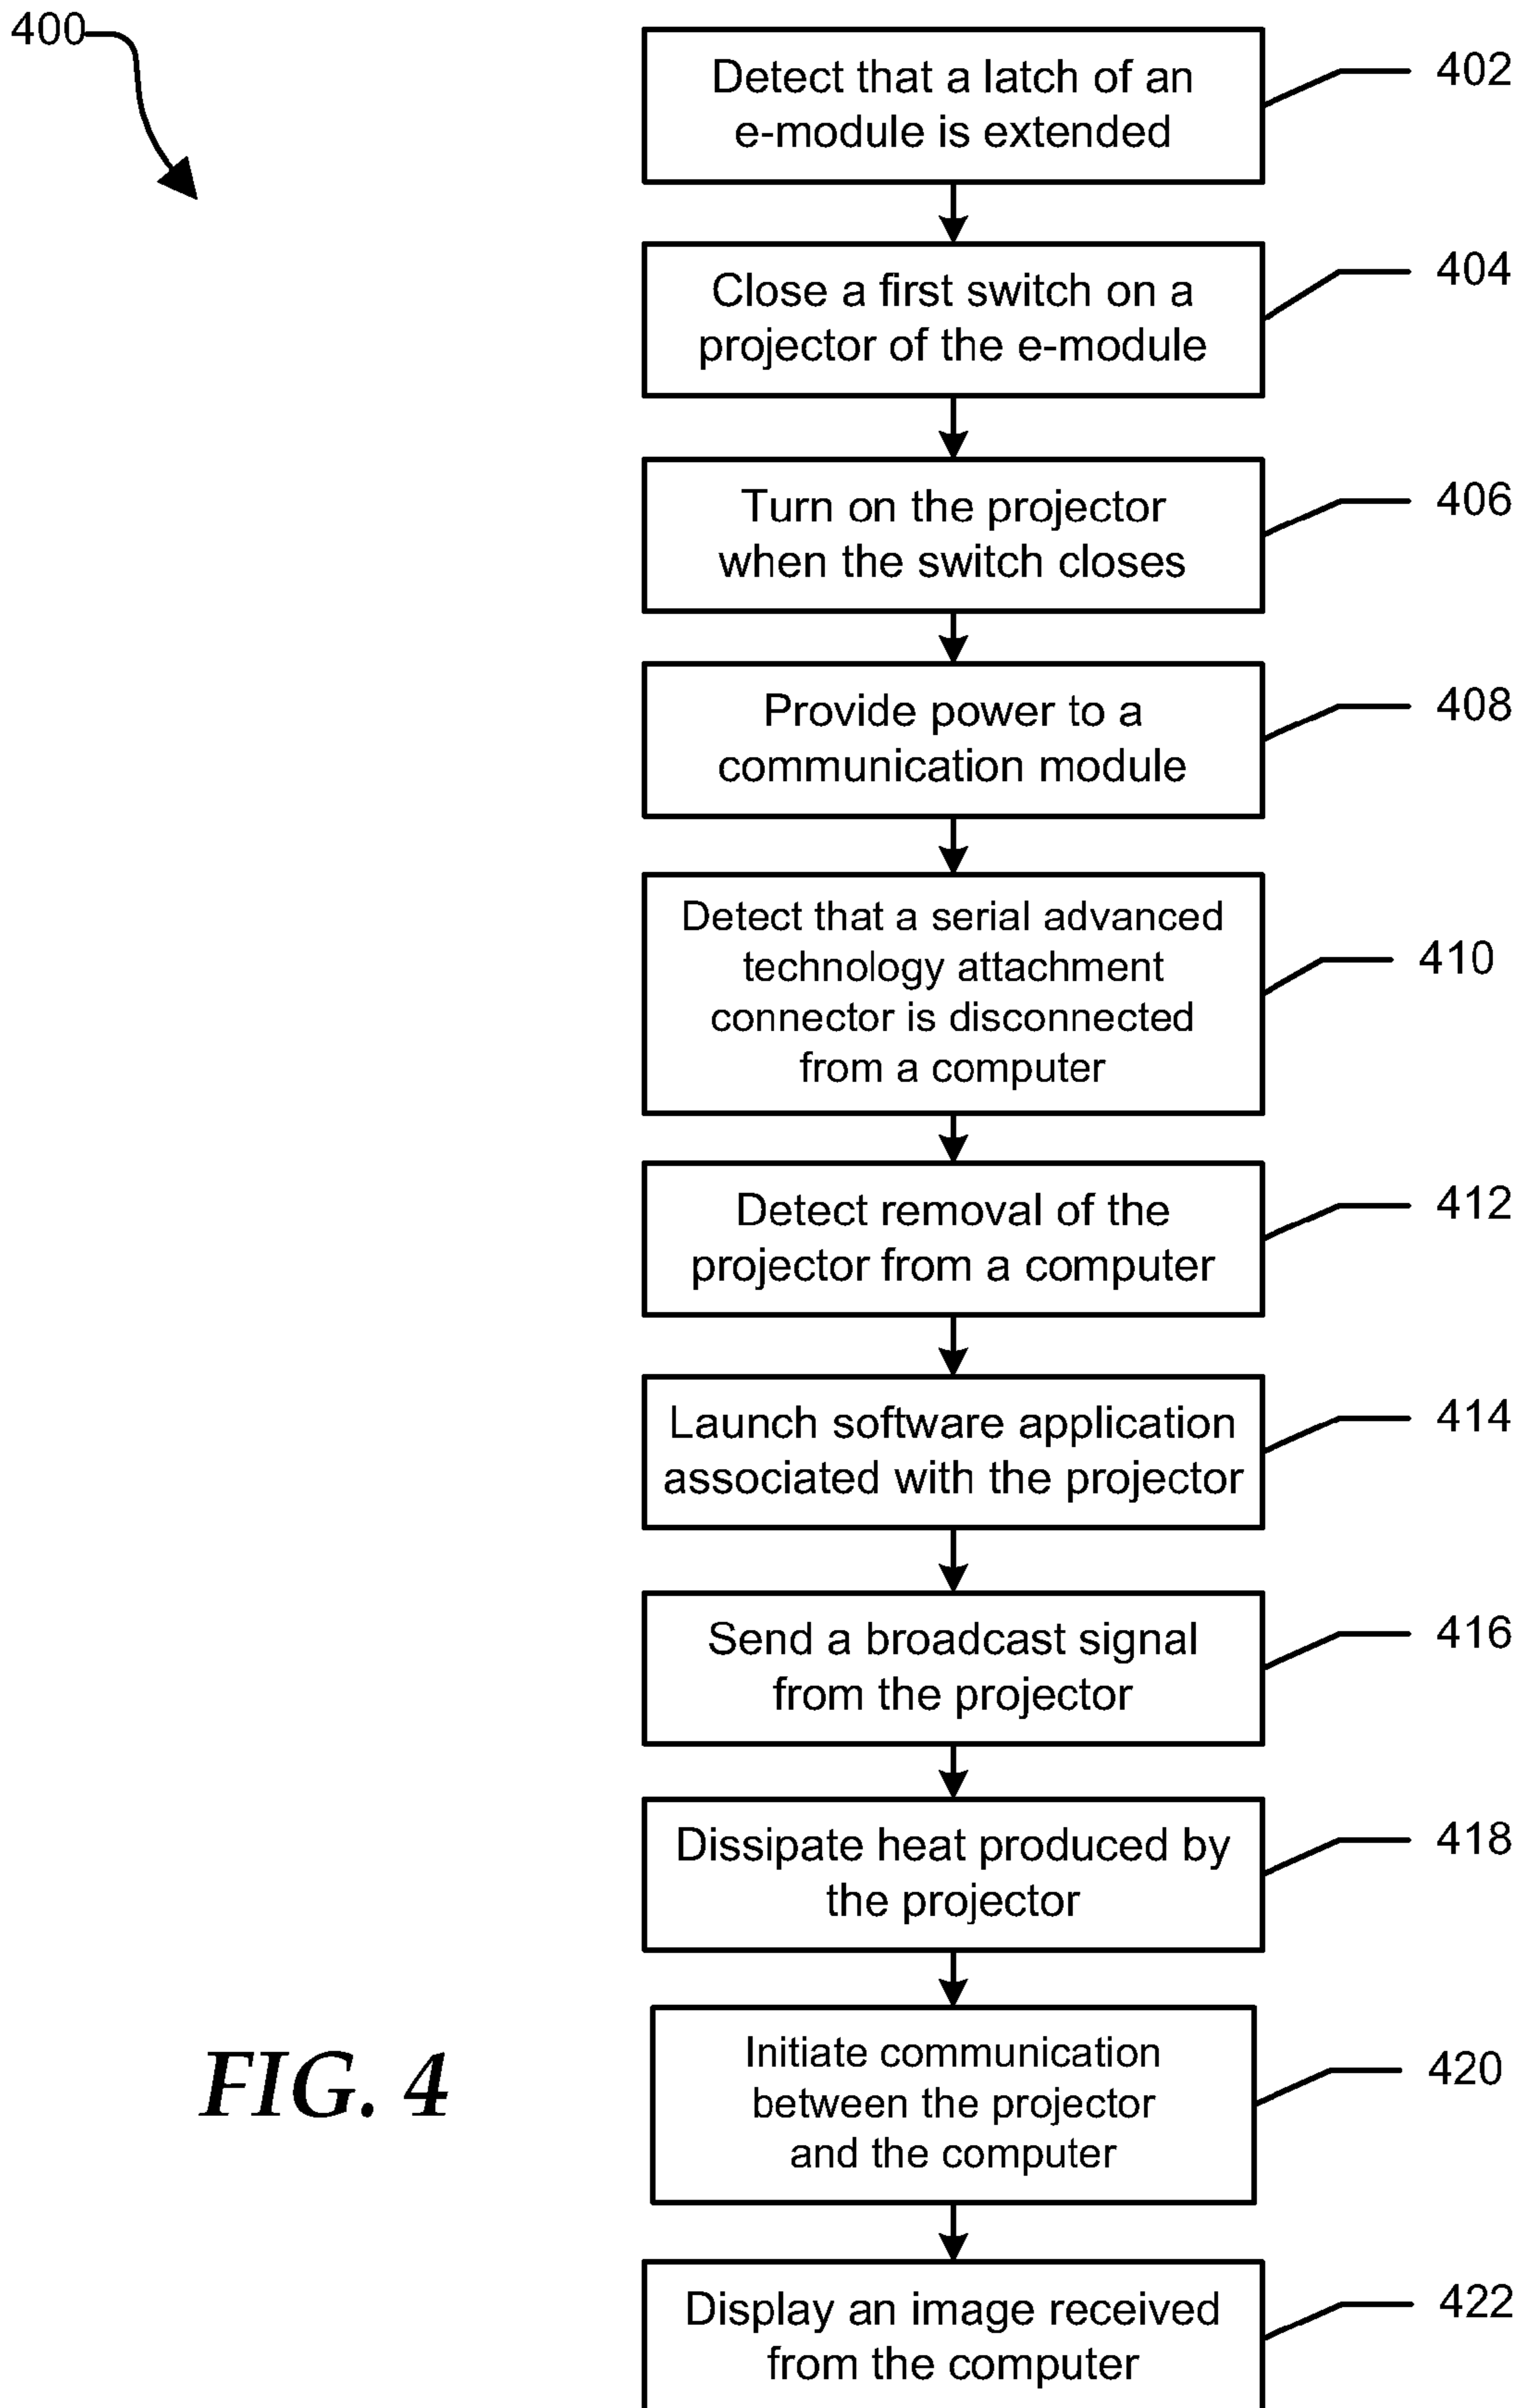 400
Detect that a latch of an
e-module is extended
402
Close a first switch on a
projector of the e-module
404
Turn on the projector
when the switch closes
406
Provide power to a
communication module
408
Detect that a serial advanced
technology attachment
connector is disconnected
from a computer
410
Detect removal of the
projector from a computer
412
Launch software application
associated with the projector
414
Send a broadcast signal
from the projector
416
Dissipate heat produced by
the projector
418
Initiate communication
between the projector
and the computer
420
FIG. 4
Display an image received
from the computer
422